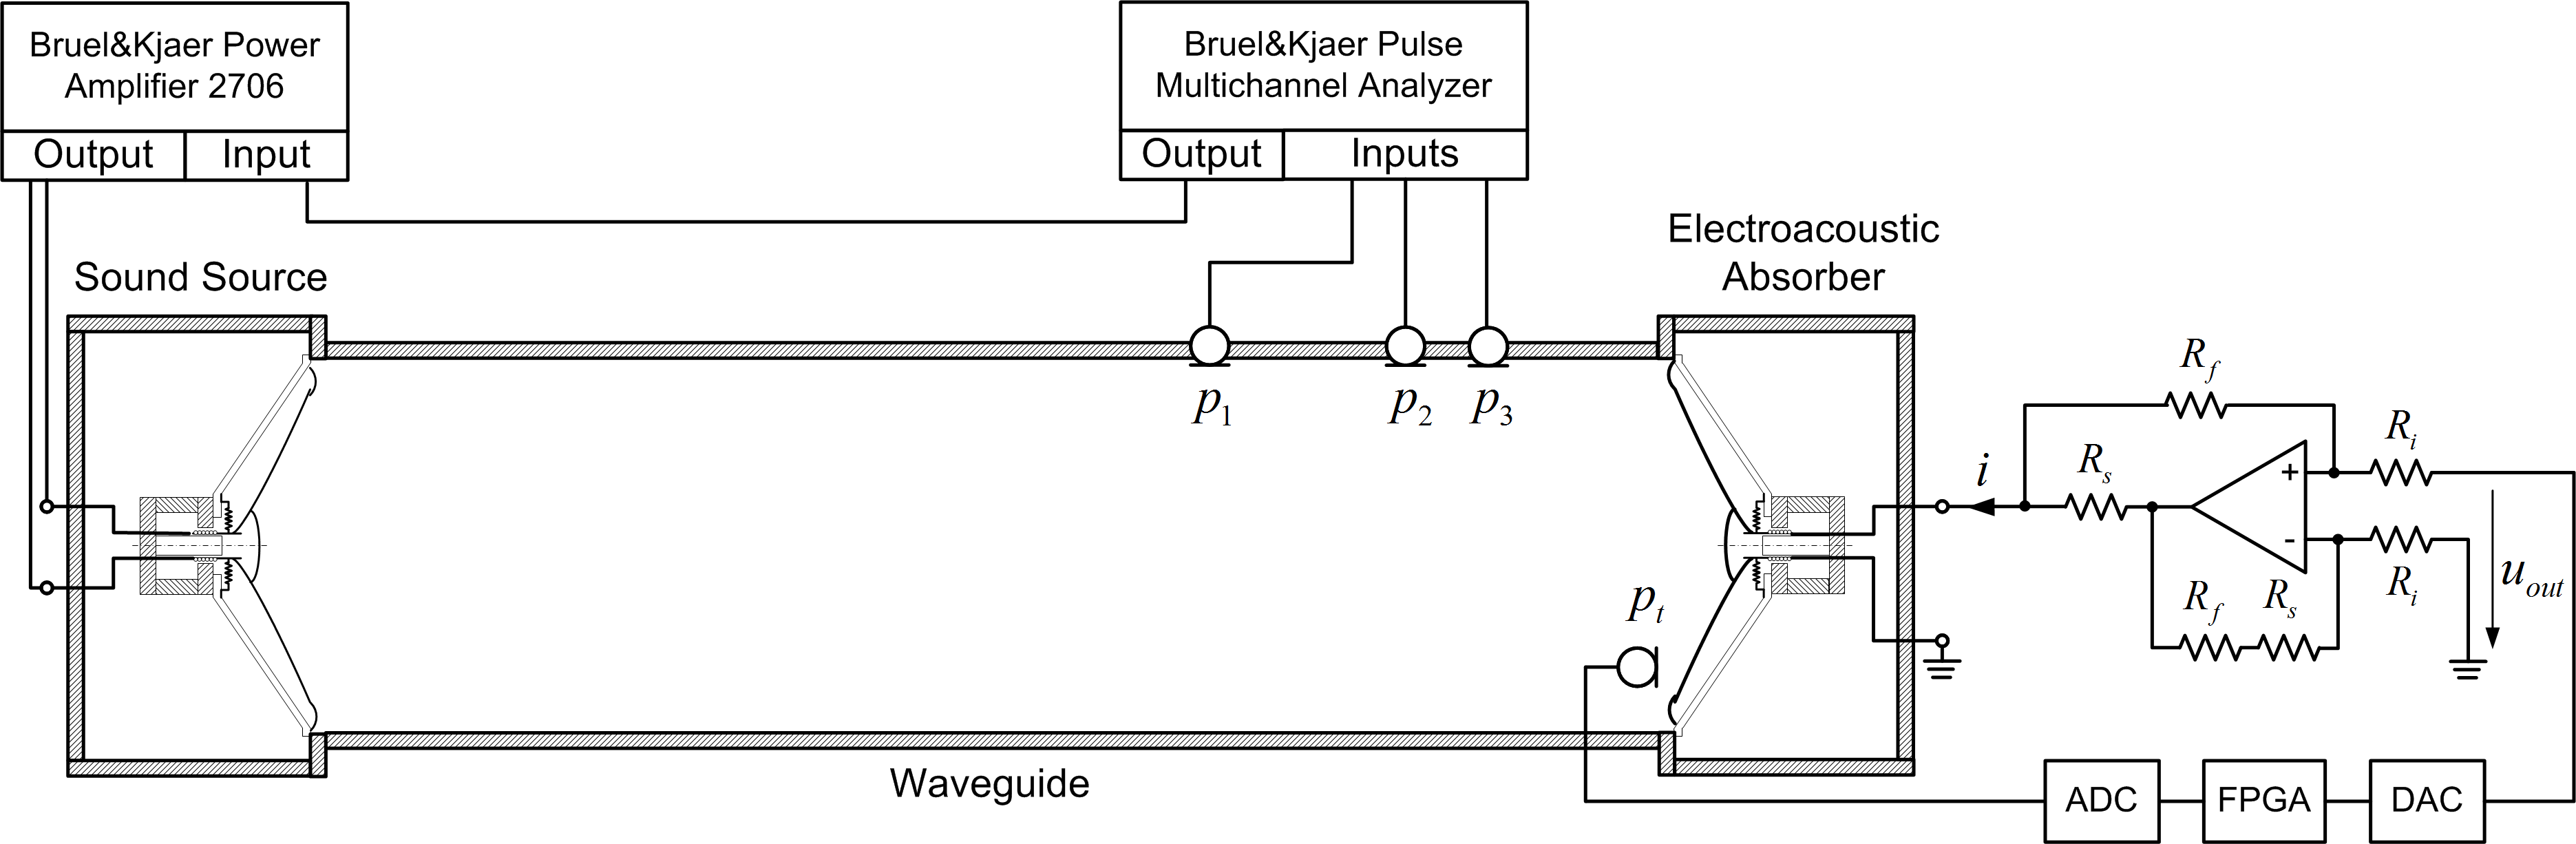 Bruel&Kjaer Power
Amplifier 2706
Output Input
Bruel&Kjaer Pulse
Multichannel Analyzer
Output Inputs
Sound Source
Electroacoustic
Absorber
p1 p2 p3
Rf
Ri
Rs
i
+
-
Ri
uout
Rf Rs
pt
Waveguide
ADC FPGA DAC